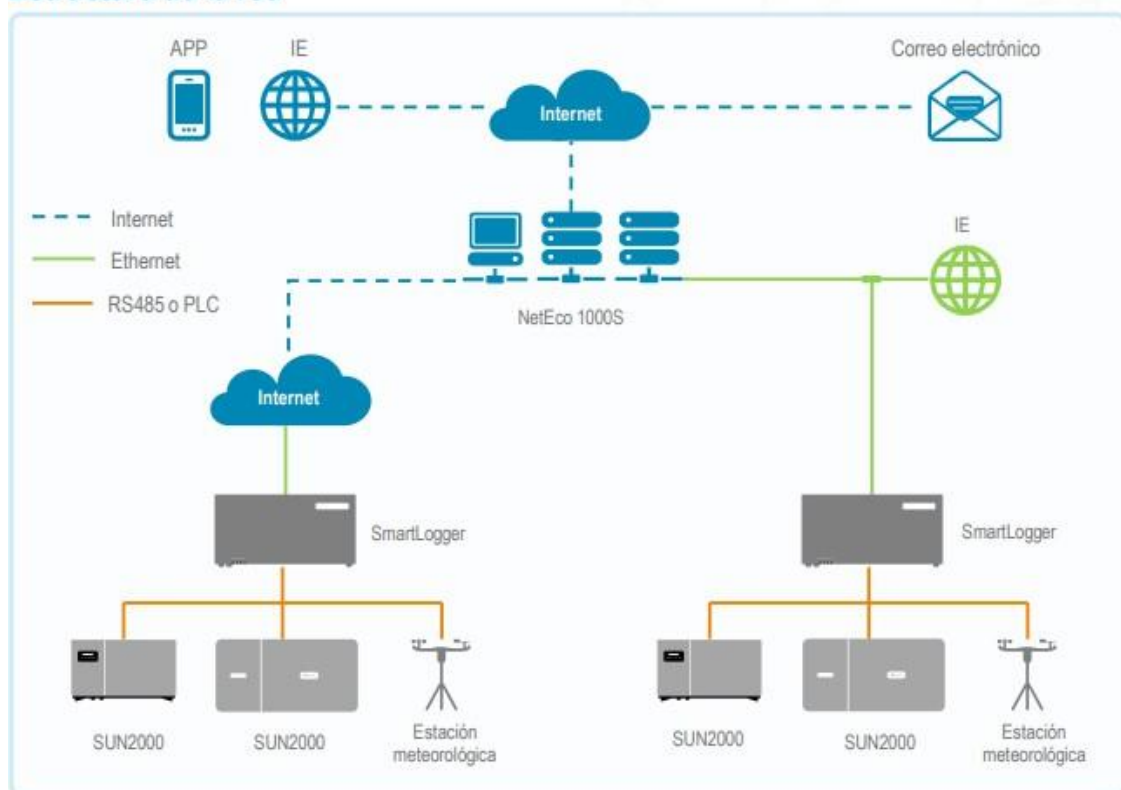 APP
IE
Correo electrónico
Internet
Internet
Ethernet
RS485 o PLC
IE
NetEco 1000S
Internet
SmartLogger
SmartLogger
SUN2000
SUN2000
Estación
meteorológica
SUN2000
SUN2000
Estación
meteorológica